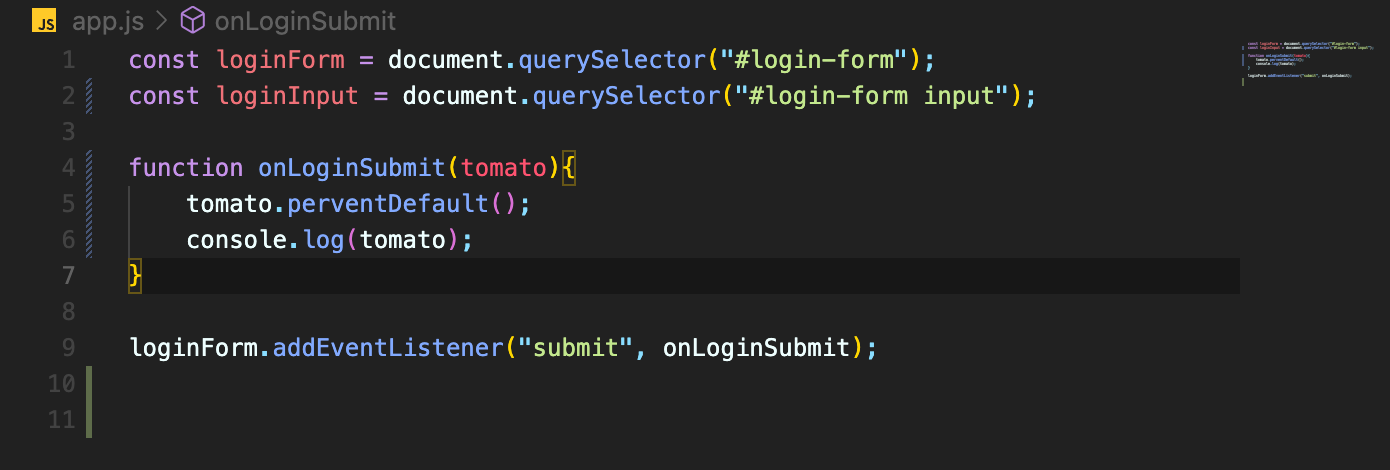 JS app.js > onLoginSubmit
1 const loginForm = document.querySelector("#login-form");
2 const loginInput = document.querySelector("#login-form input");
3
4 function onLoginSubmit(tomato){
5     tomato.perventDefault();
6     console.log(tomato);
7 }
8
9 loginForm.addEventListener("submit", onLoginSubmit);
10
11